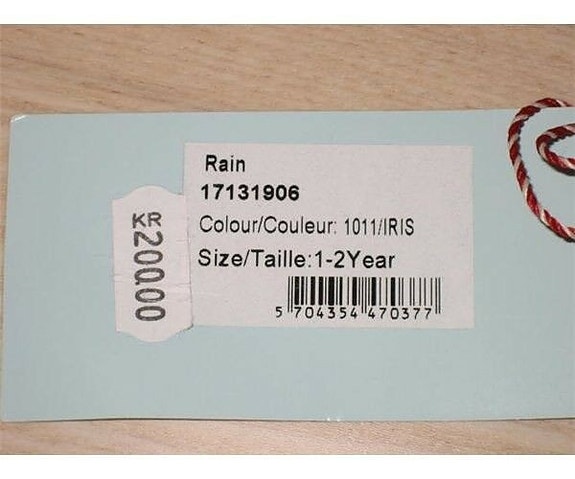 Rain
17131906
Colour/Couleur: 1011/IRIS
Size/Taille:1-2Year
5 704354 470377
KR
200.00